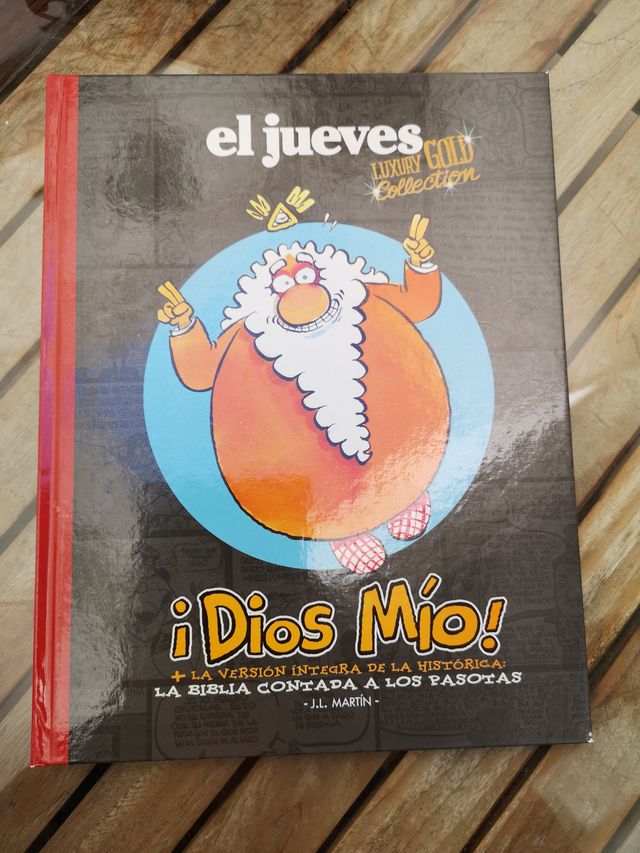 el jueves
LUXURY GOLD
Collection
¡Dios Mío!
+ LA VERSIÓN ÍNTEGRA DE LA HISTÓRICA:
LA BIBLIA CONTADA A LOS PASOTAS
- J.L. MARTÍN -